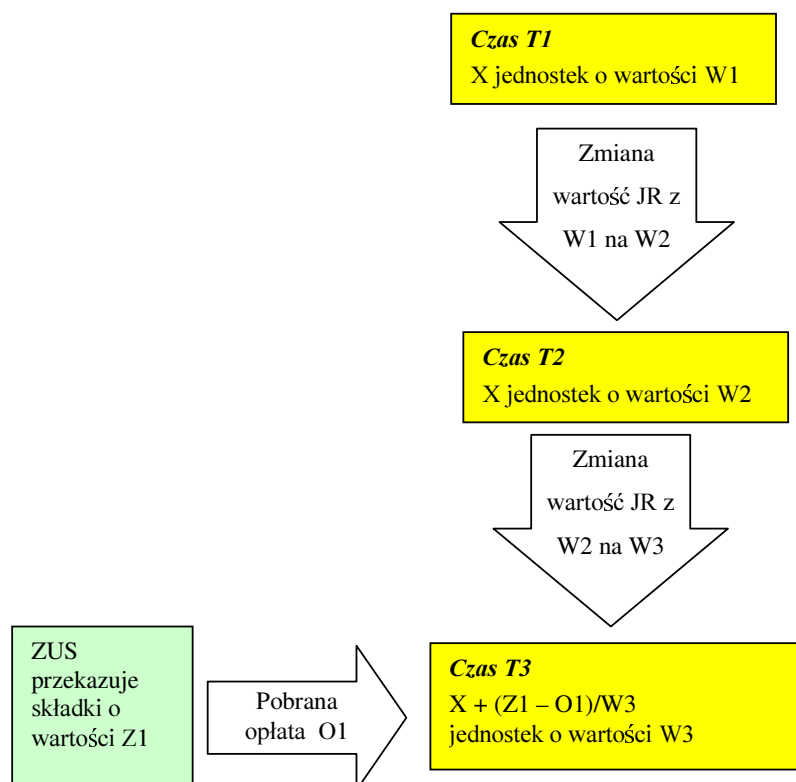 Czas T1
X jednostek o wartości W1
Zmiana
wartość JR z
W1 na W2
Czas T2
X jednostek o wartości W2
Zmiana
wartość JR z
W2 na W3
ZUS
przekazuje
składki o
wartości Z1
Pobrana
opłata O1
Czas T3
X + (Z1 – O1)/W3
jednostek o wartości W3